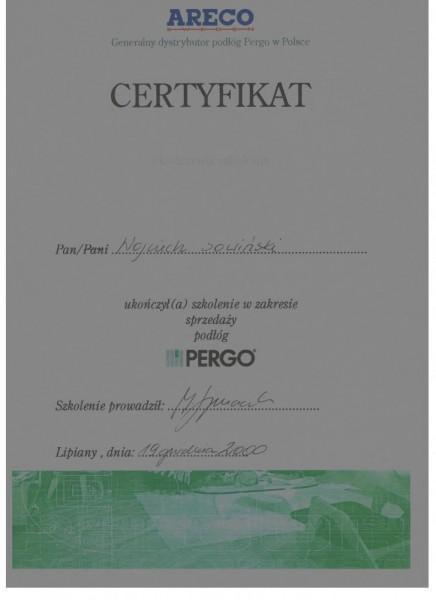 ARECO
SWEDEN
Generalny dystrybutor podłóg Pergo w Polsce
CERTYFIKAT
Pan/Pani Wojciech
ukończył(a) szkolenie w zakresie
sprzedaży
podłóg
PERGO®
Szkolenie prowadził:
Lipiany , dnia: 19 grudnia 2000